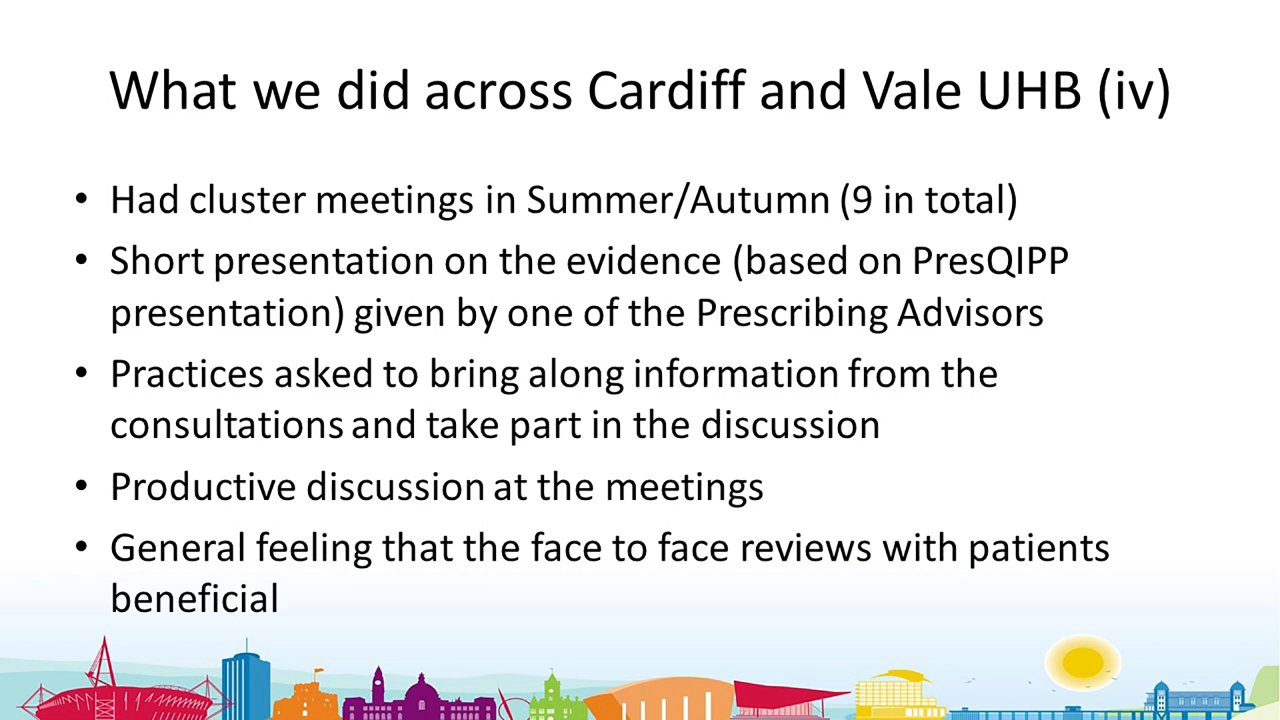 What we did across Cardiff and Vale UHB (iv)
• Had cluster meetings in Summer/Autumn (9 in total)
• Short presentation on the evidence (based on PresQIPP
presentation) given by one of the Prescribing Advisors
• Practices asked to bring along information from the
consultations and take part in the discussion
• Productive discussion at the meetings
• General feeling that the face to face reviews with patients
beneficial